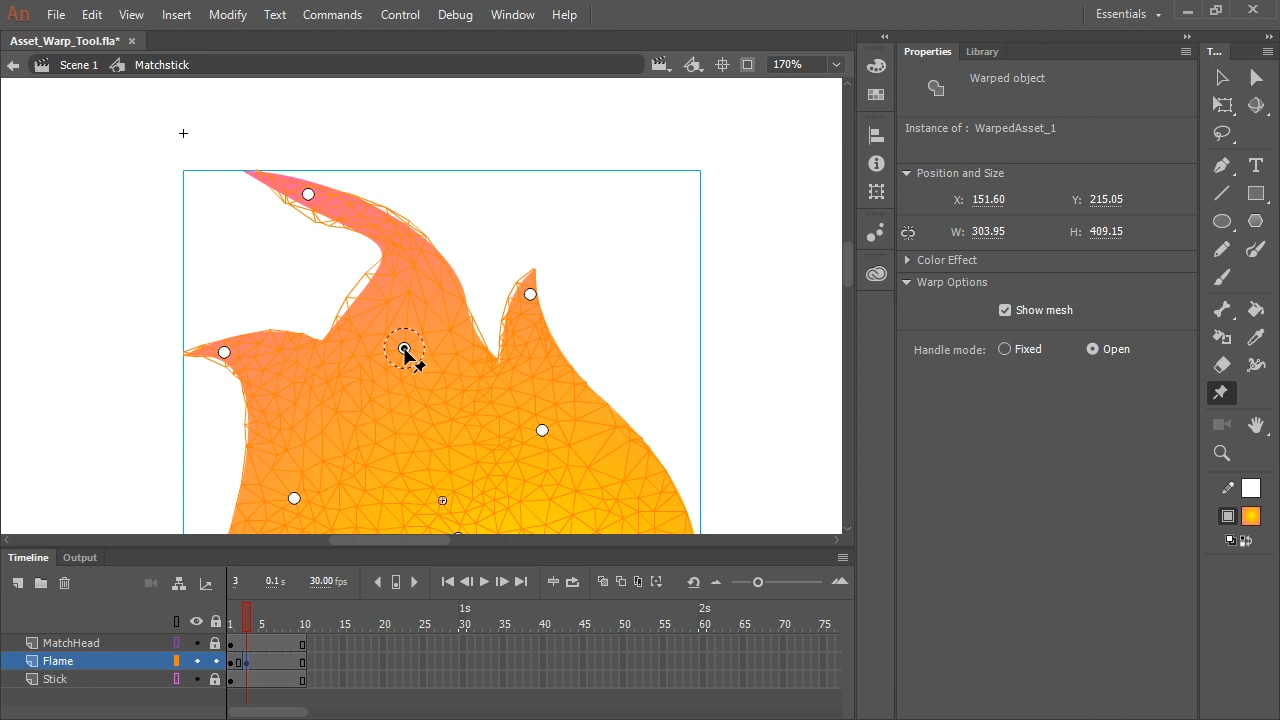 An File Edit View Insert Modify Text Commands Control Debug Window Help Essentials
Asset_Warp_Tool.fla*
Scene 1 Matchstick 170%
Properties Library T...
Warped object
Instance of : WarpedAsset_1
Position and Size
X: 151.60 Y: 215.05
W: 303.95 H: 409.15
Color Effect
Warp Options
Show mesh
Handle mode: Fixed Open
Timeline Output
3 0.1 s 30.00 fps
1s 2s
1 5 10 15 20 25 30 35 40 45 50 55 60 65 70 75
MatchHead
Flame
Stick